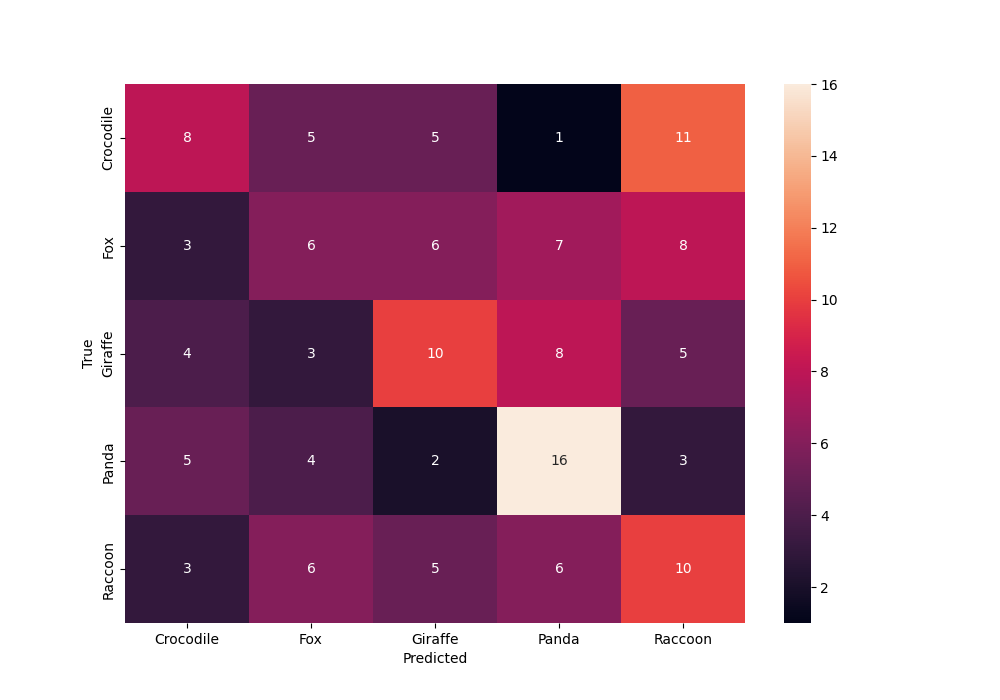 Crocodile 8 5 5 1 11
Fox 3 6 6 7 8
Giraffe 4 3 10 8 5
Panda 5 4 2 16 3
Raccoon 3 6 5 6 10
True
Crocodile Fox Giraffe Panda Raccoon
Predicted
16
14
12
10
8
6
4
2